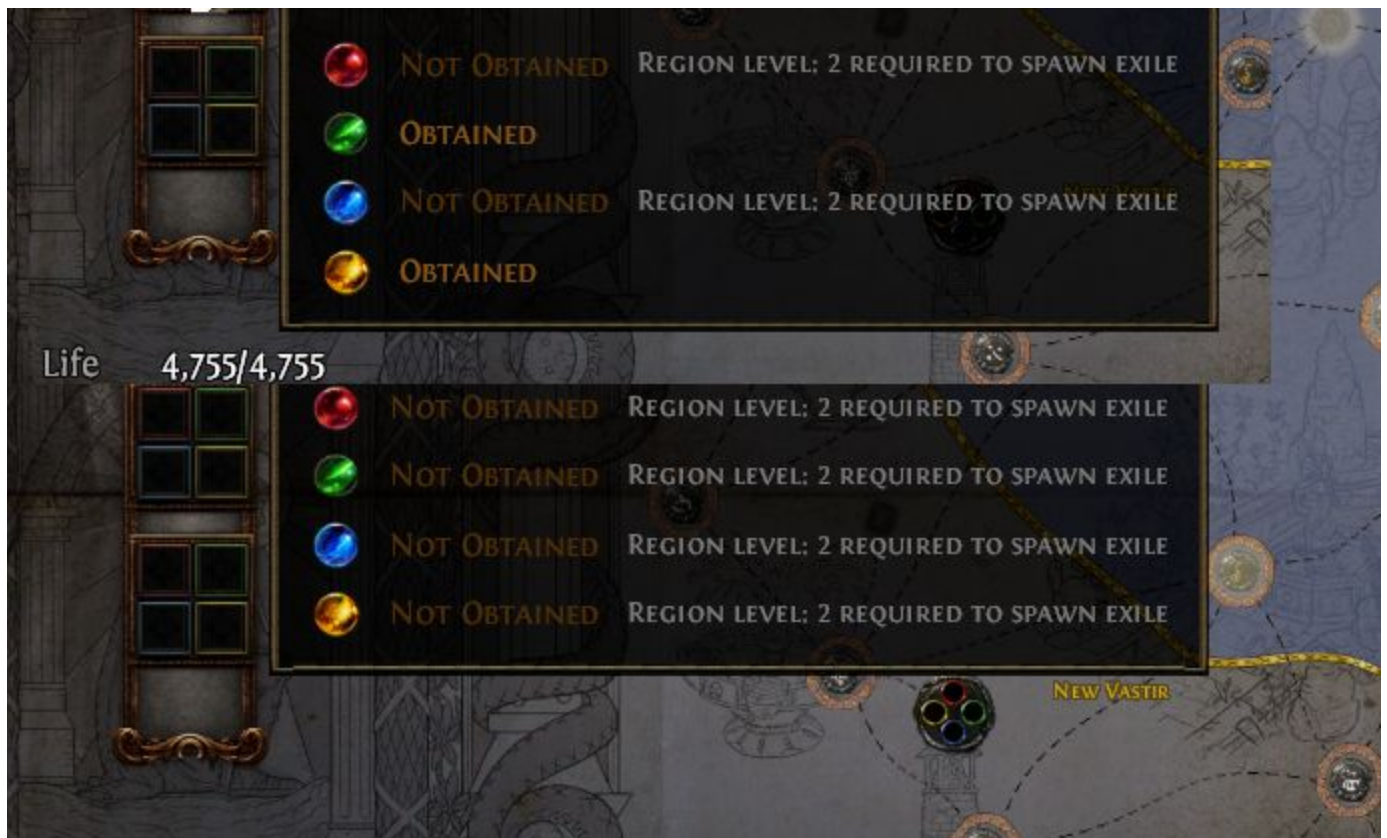 Not Obtained Region level: 2 required to spawn exile
Obtained
Not Obtained Region level: 2 required to spawn exile
New Vastir
Obtained
Life 4,755/4,755
Not Obtained Region level: 2 required to spawn exile
Not Obtained Region level: 2 required to spawn exile
Not Obtained Region level: 2 required to spawn exile
Not Obtained Region level: 2 required to spawn exile
New Vastir